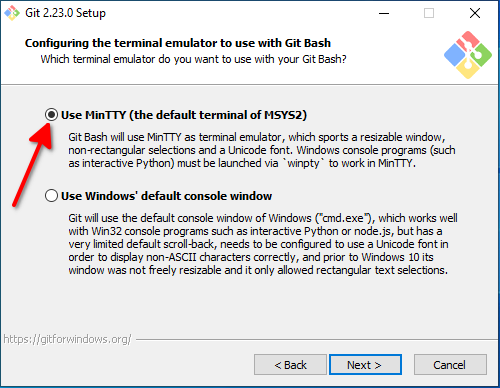 Git 2.23.0 Setup
Configuring the terminal emulator to use with Git Bash
Which terminal emulator do you want to use with your Git Bash?
Use MinTTY (the default terminal of MSYS2)
Git Bash will use MinTTY as terminal emulator, which sports a resizable window,
non-rectangular selections and a Unicode font. Windows console programs (such
as interactive Python) must be launched via `winpty` to work in MinTTY.
Use Windows' default console window
Git will use the default console window of Windows ("cmd.exe"), which works well
with Win32 console programs such as interactive Python or node.js, but has a
very limited default scroll-back, needs to be configured to use a Unicode font in
order to display non-ASCII characters correctly, and prior to Windows 10 its
window was not freely resizable and it only allowed rectangular text selections.
https://gitforwindows.org/
< Back
Next >
Cancel